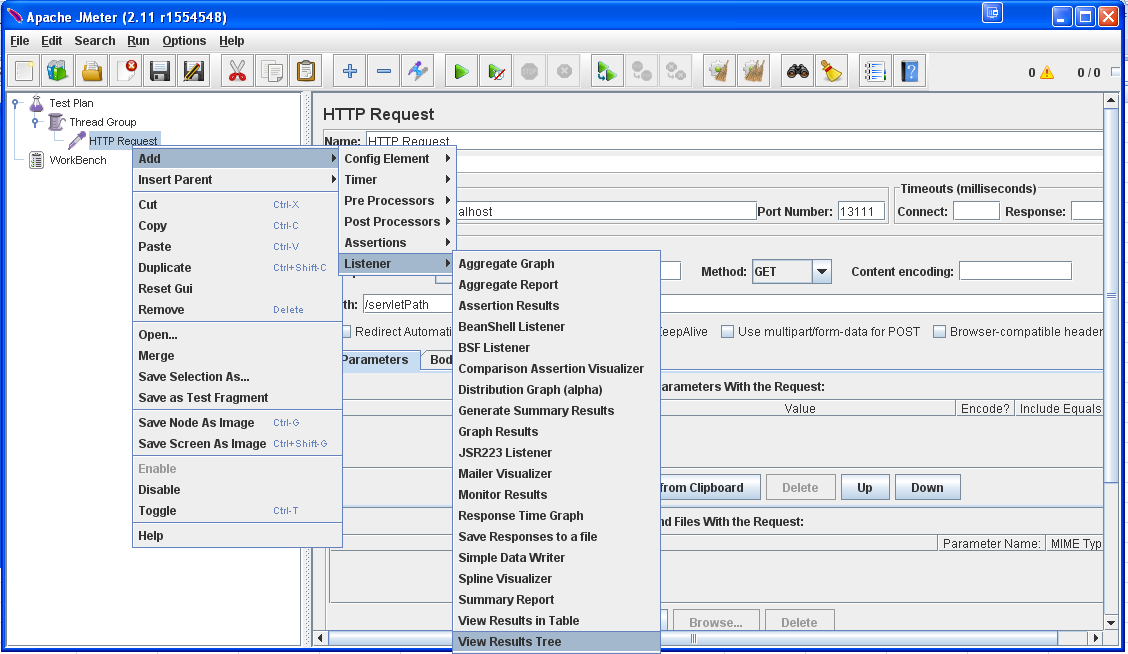 Apache JMeter (2.11 r1554548)
File Edit Search Run Options Help
0 0 / 0
Test Plan
Thread Group
HTTP Request
WorkBench
HTTP Request
Name: HTTP Request
Timeouts (milliseconds)
alhost Port Number: 13111 Connect: Response:
Method: GET Content encoding:
th: /servletPath
Redirect Automati KeepAlive Use multipart/form-data for POST Browser-compatible header
Parameters Bod
arameters With the Request:
Value Encode? Include Equals
from Clipboard Delete Up Down
nd Files With the Request:
Parameter Name: MIME Typ
Browse... Delete
Add
Insert Parent
Cut Ctrl-X
Copy Ctrl-C
Paste Ctrl-V
Duplicate Ctrl+Shift-C
Reset Gui
Remove Delete
Open...
Merge
Save Selection As...
Save as Test Fragment
Save Node As Image Ctrl-G
Save Screen As Image Ctrl+Shift-G
Enable
Disable
Toggle Ctrl-T
Help
Config Element
Timer
Pre Processors
Post Processors
Assertions
Listener
Aggregate Graph
Aggregate Report
Assertion Results
BeanShell Listener
BSF Listener
Comparison Assertion Visualizer
Distribution Graph (alpha)
Generate Summary Results
Graph Results
JSR223 Listener
Mailer Visualizer
Monitor Results
Response Time Graph
Save Responses to a file
Simple Data Writer
Spline Visualizer
Summary Report
View Results in Table
View Results Tree